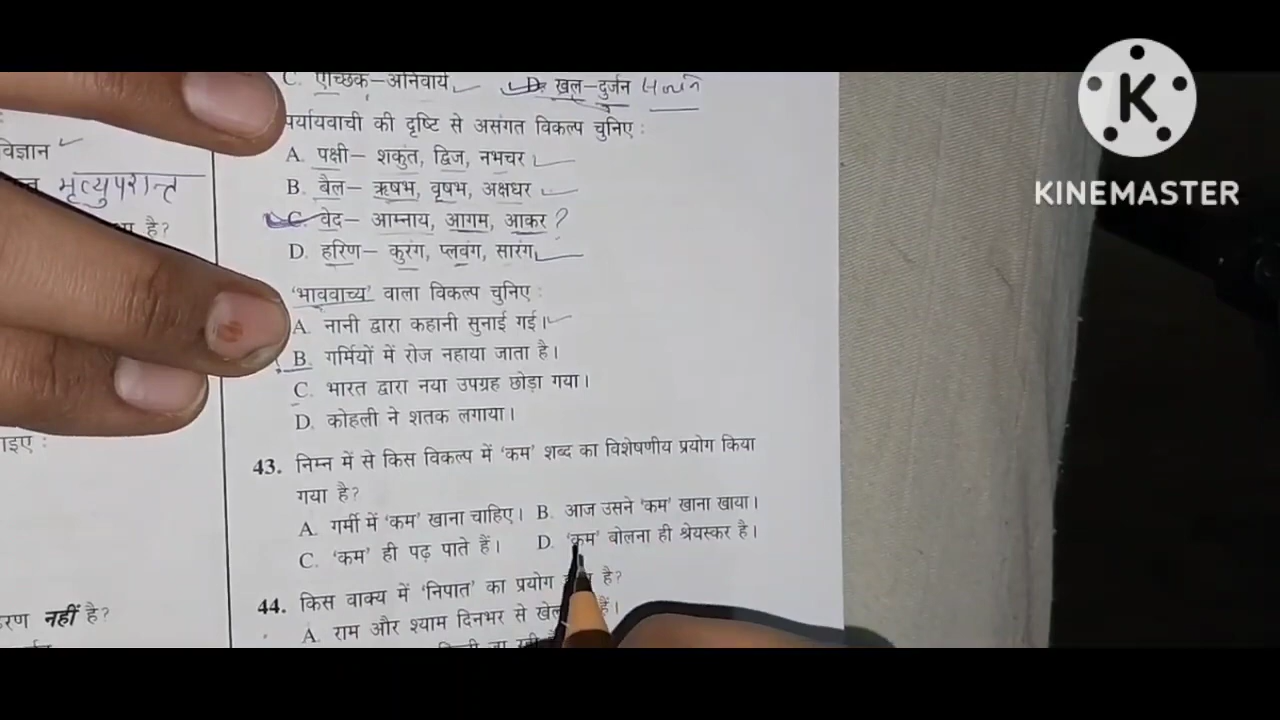 C. ऐच्छिक–अनिवार्य D. खल–दुर्जन
पर्यायवाची की दृष्टि से असंगत विकल्प चुनिए :
A. पक्षी– शकुंत, द्विज, नभचर
B. बैल– ऋषभ, वृषभ, अक्षधर
C. वेद– आम्नाय, आगम, आकर ?
D. हरिण– कुरंग, प्लवंग, सारंग
'भाववाच्य' वाला विकल्प चुनिए :
A. नानी द्वारा कहानी सुनाई गई।
B. गर्मियों में रोज नहाया जाता है।
C. भारत द्वारा नया उपग्रह छोड़ा गया।
D. कोहली ने शतक लगाया।
43. निम्न में से किस विकल्प में 'कम' शब्द का विशेषणीय प्रयोग किया
गया है?
A. गर्मी में 'कम' खाना चाहिए। B. आज उसने 'कम' खाना खाया।
C. 'कम' ही पढ़ पाते हैं। D. 'कम' बोलना ही श्रेयस्कर है।
44. किस वाक्य में 'निपात' का प्रयोग है?
A. राम और श्याम दिनभर से हैं।
विज्ञान
है?
नहीं है?
K
KINEMASTER